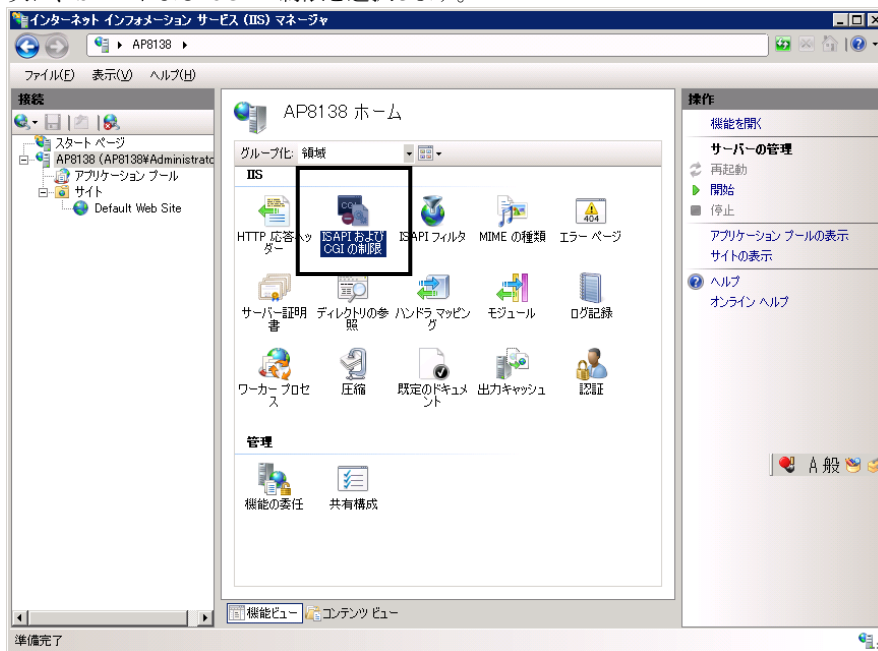 インターネット インフォメーション サービス (IIS) マネージャ
AP8138
ファイル(F) 表示(V) ヘルプ(H)
接続
スタート ページ
AP8138 (AP8138¥Administrato
アプリケーション プール
サイト
Default Web Site
AP8138 ホーム
グループ化: 領域
IIS
HTTP 応答ヘッダー
ISAPI および CGI の制限
ISAPI フィルタ
MIME の種類
エラー ページ
サーバー証明書
ディレクトリの参照
ハンドラ マッピング
モジュール
ログ記録
ワーカー プロセス
圧縮
既定のドキュメント
出力キャッシュ
認証
管理
機能の委任
共有構成
機能ビュー
コンテンツ ビュー
操作
機能を開く
サーバーの管理
再起動
開始
停止
アプリケーション プールの表示
サイトの表示
ヘルプ
オンライン ヘルプ
A 般
準備完了